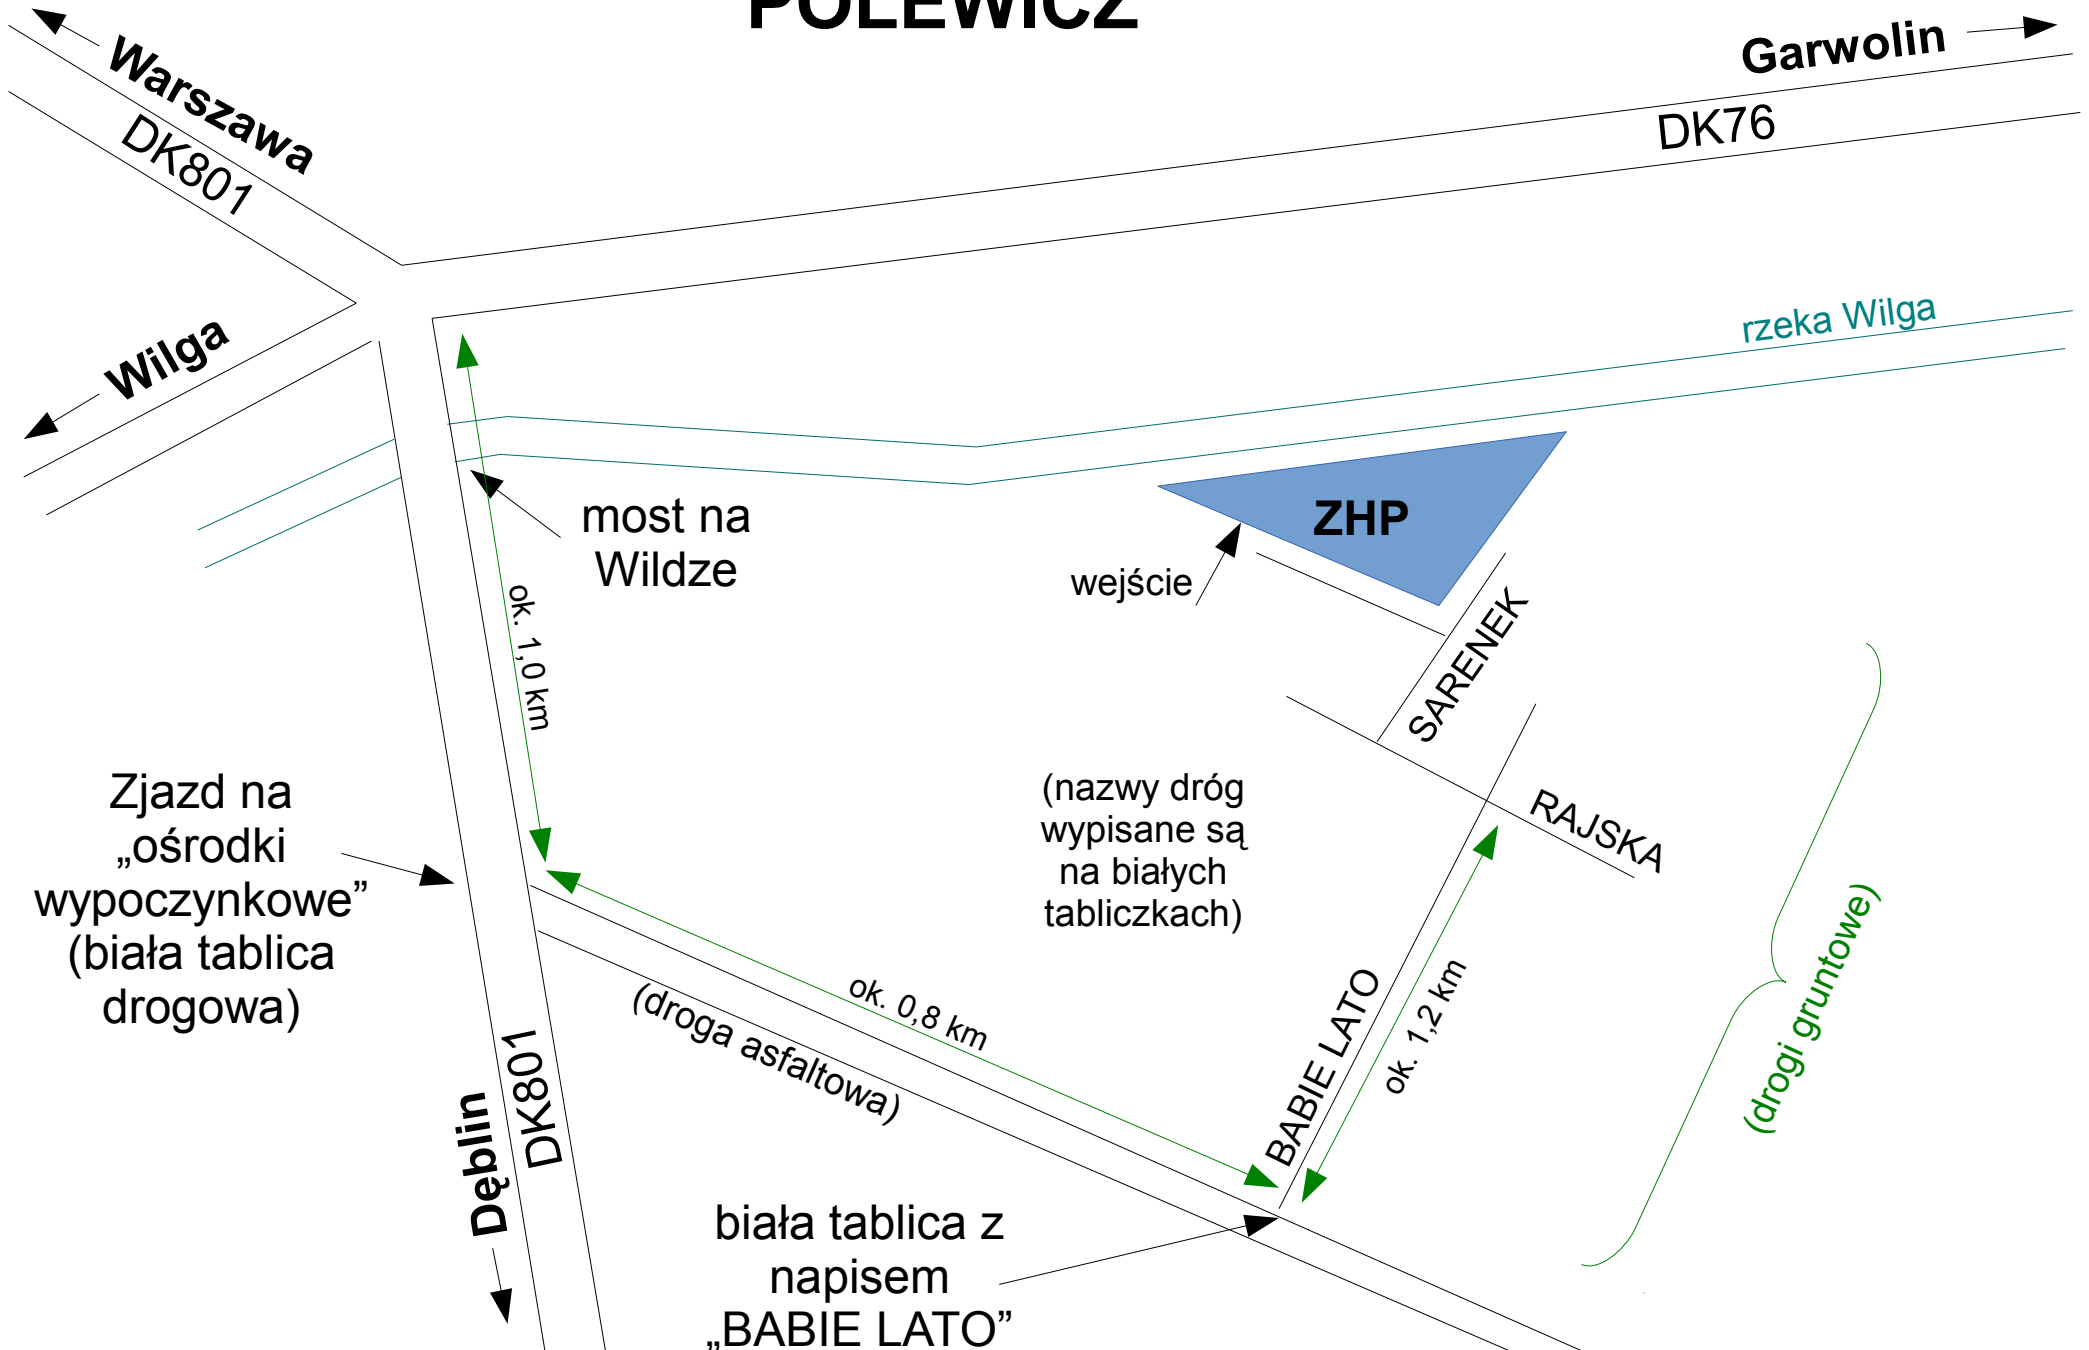 POLEWICZ
Warszawa
DK801
Garwolin
DK76
Wilga
rzeka Wilga
most na
Wildze
ok. 1,0 km
ZHP
wejście
SARENEK
RAJSKA
Zjazd na
„ośrodki
wypoczynkowe”
(biała tablica
drogowa)
(nazwy dróg
wypisane są
na białych
tabliczkach)
ok. 0,8 km
(droga asfaltowa)
BABIE LATO
ok. 1,2 km
(drogi gruntowe)
DK801
Dęblin
biała tablica z
napisem
„BABIE LATO”